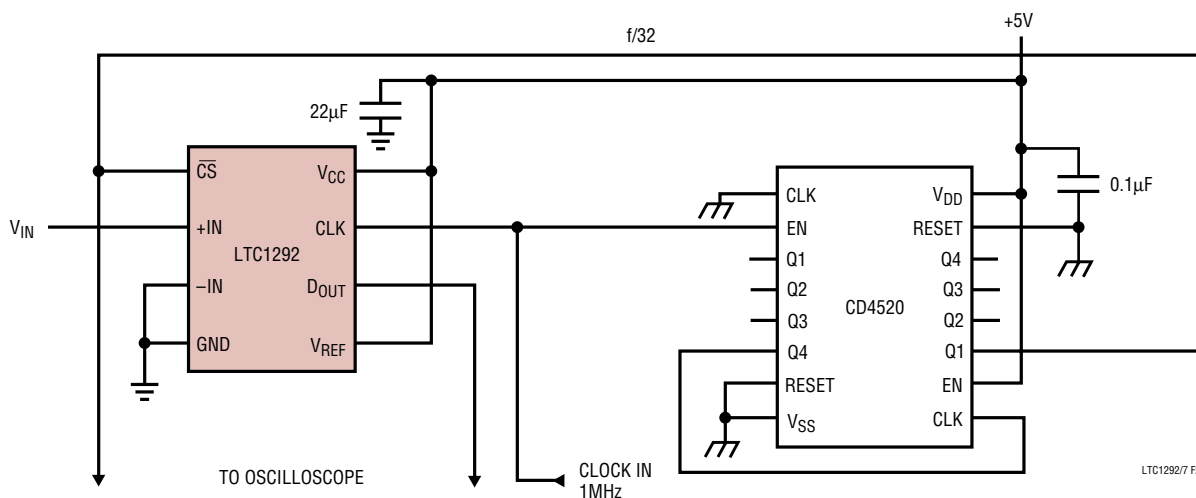 f/32
+5V
22μF
0.1μF
C̅S̅
+IN
–IN
GND
LTC1292
VCC
CLK
DOUT
VREF
VIN
CLK
EN
Q1
Q2
Q3
Q4
RESET
VSS
CD4520
VDD
RESET
Q4
Q3
Q2
Q1
EN
CLK
TO OSCILLOSCOPE
CLOCK IN
1MHz
LTC1292/7